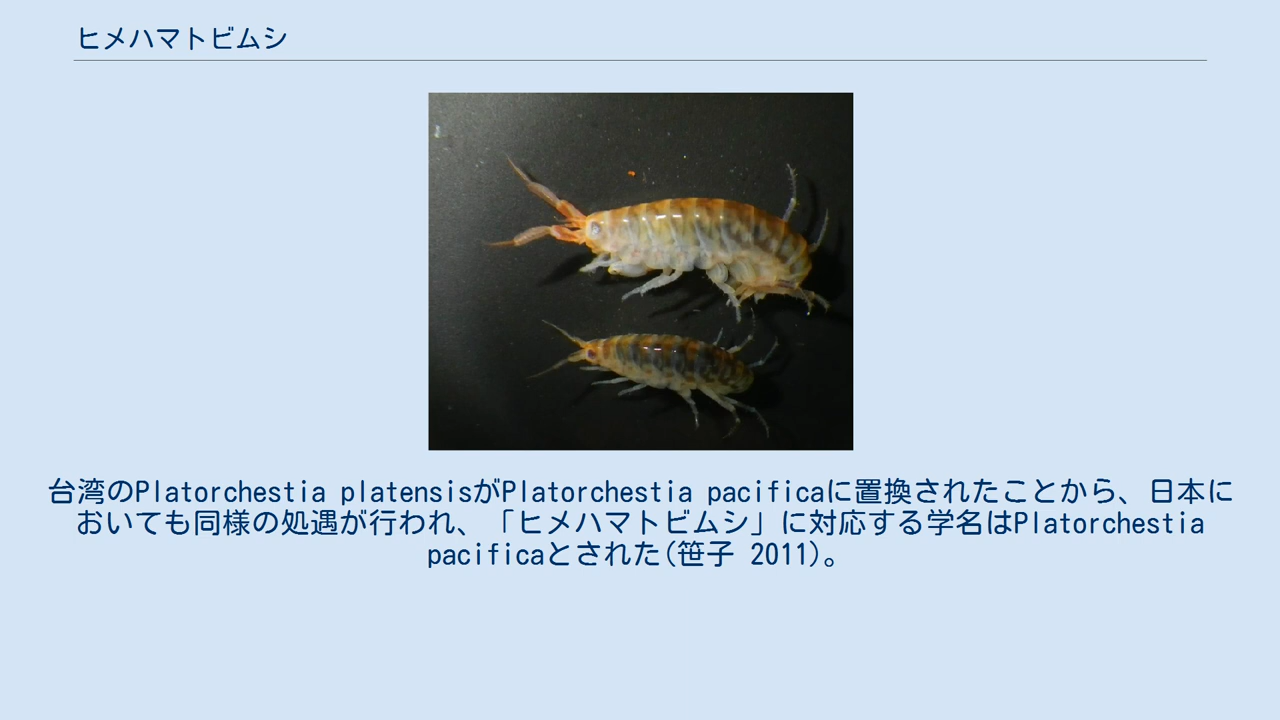 ヒメハマトビムシ
台湾のPlatorchestia platensisがPlatorchestia pacificaに置換されたことから、日本に
おいても同様の処遇が行われ、「ヒメハマトビムシ」に対応する学名はPlatorchestia
pacificaとされた(笹子 2011)。